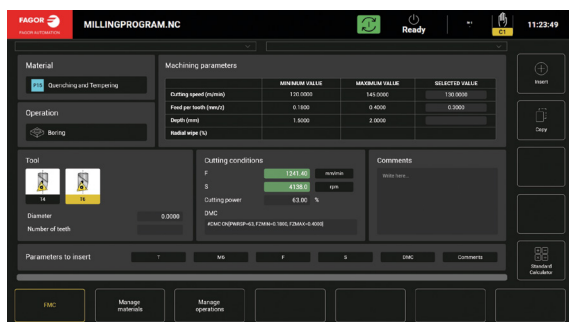 FAGOR
FAGOR AUTOMATION
MILLINGPROGRAM.NC
Ready
C1
11:23:49
Material
P15 Quenching and Tempering
Operation
Boring
Machining parameters
MINIMUM VALUE MAXIMUM VALUE SELECTED VALUE
Cutting speed (m/min) 120.0000 145.0000 130.0000
Feed per tooth (mm/z) 0.1800 0.4000 0.3000
Depth (mm) 1.5000 2.0000
Radial wipe (%)
Tool
14 16
Diameter 0.0000
Number of teeth
Cutting conditions
F 1241.40 mm/min
S 4138.0 rpm
Cutting power 63.00 %
DMC
#DMC ON[PWRSP=63, FZMIN=0.1800, FZMAX=0.4000]
Comments
Write here..
Parameters to insert
T M6 F S DMC Comments
Insert
Copy
Standard
Calculator
FMC
Manage
materials
Manage
operations